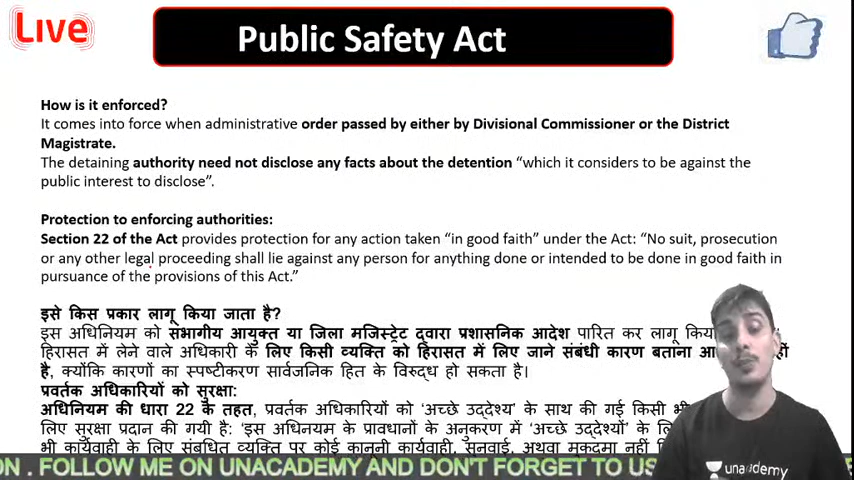 Live
Public Safety Act
How is it enforced?
It comes into force when administrative order passed by either by Divisional Commissioner or the District
Magistrate.
The detaining authority need not disclose any facts about the detention “which it considers to be against the
public interest to disclose”.
Protection to enforcing authorities:
Section 22 of the Act provides protection for any action taken “in good faith” under the Act: “No suit, prosecution
or any other legal proceeding shall lie against any person for anything done or intended to be done in good faith in
pursuance of the provisions of this Act.”
इसे किस प्रकार लागू किया जाता है?
इस अधिनियम को संभागीय आयुक्त या जिला मजिस्ट्रेट द्वारा प्रशासनिक आदेश पारित कर लागू
हिरासत में लेने वाले अधिकारी के लिए किसी व्यक्ति को हिरासत में लिए जाने संबंधी कारण बताना
है, क्योंकि कारणों का स्पष्टीकरण सार्वजनिक हित के विरुद्ध हो सकता है।
प्रवर्तक अधिकारियों को सुरक्षा:
अधिनियम की धारा 22 के तहत, प्रवर्तक अधिकारियों को ‘अच्छे उद्देश्य’ के साथ की गई किसी भी
लिए सुरक्षा प्रदान की गयी है: ‘इस अधिनियम के प्रावधानों के अनुकरण में ‘अच्छे उद्देश्यों’ के
भी कार्यवाही के लिए संबंधित व्यक्ति पर कोई कानूनी कार्यवाही, सुनवाई, अथवा मुकदमा नहीं
ON . FOLLOW ME ON UNACADEMY AND DON'T FORGET TO
unacademy